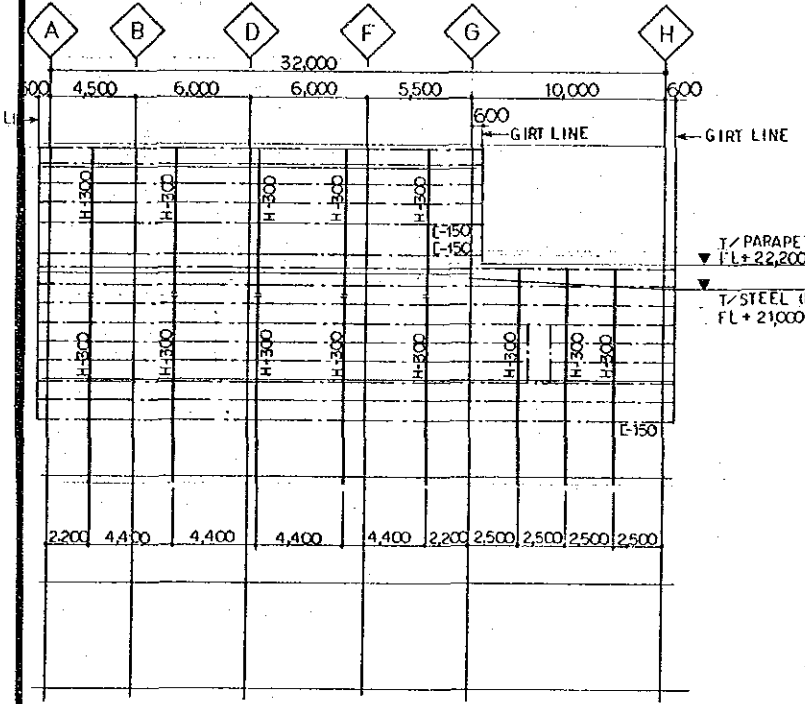 A B D F G H
32,000
600 4,500 6,000 6,000 5,500 10,000 600
600
GIRT LINE
GIRT LINE
H-300 H-300 H-300 H-300 H-300
[-150
[-150
T/PARAPE
FL+22,200
T/STEEL
FL+21,000
H-300 H-300 H-300 H-300 H-300 H-300 H-300 H-300
[-150
2,200 4,400 4,400 4,400 4,400 2,200 2,500 2,500 2,500 2,500